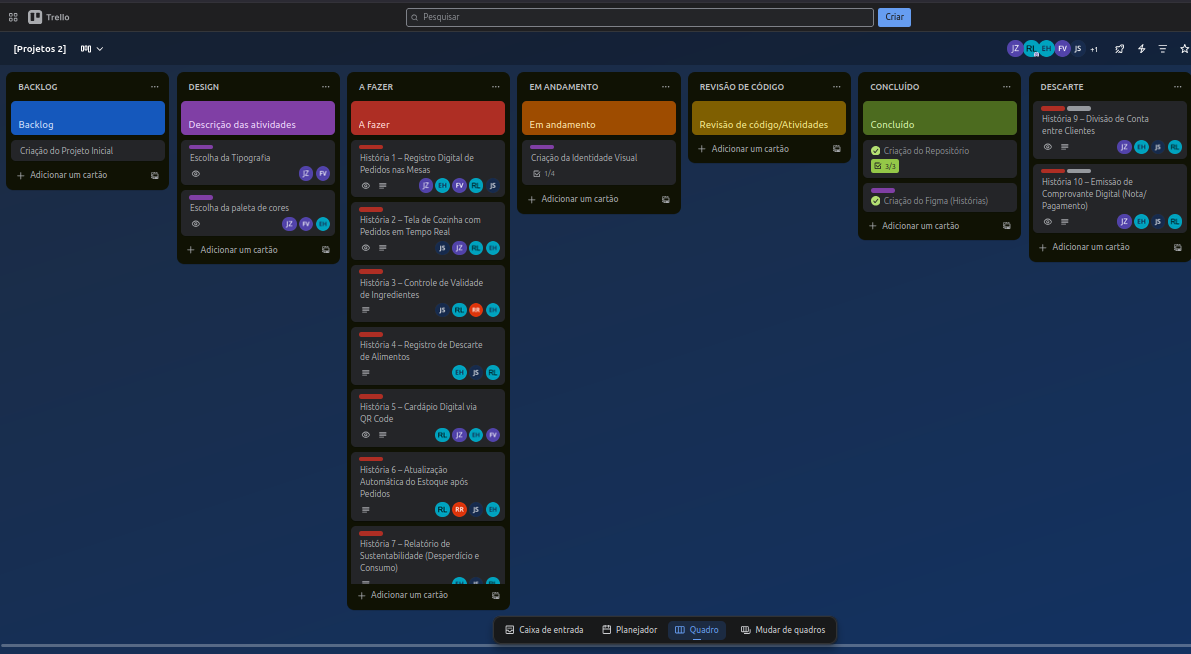 Trello
Pesquisar
Criar
[Projetos 2]
JZ RL EH FV JS +1
BACKLOG
Backlog
Criação do Projeto Inicial
Adicionar um cartão
DESIGN
Descrição das atividades
Escolha da Tipografia
JZ FV
Escolha da paleta de cores
JZ FV EH
Adicionar um cartão
A FAZER
A fazer
História 1 – Registro Digital de
Pedidos nas Mesas
JZ EH FV RL JS
História 2 – Tela de Cozinha com
Pedidos em Tempo Real
JS JZ RL EH
História 3 – Controle de Validade
de Ingredientes
JS RL RR EH
História 4 – Registro de Descarte
de Alimentos
EH JS RL
História 5 – Cardápio Digital via
QR Code
RL JZ EH FV
História 6 – Atualização
Automática do Estoque após
Pedidos
RL RR JS EH
História 7 – Relatório de
Sustentabilidade (Desperdício e
Consumo)
Adicionar um cartão
EM ANDAMENTO
Em andamento
Criação da Identidade Visual
1/4
Adicionar um cartão
REVISÃO DE CÓDIGO
Revisão de código/Atividades
Adicionar um cartão
CONCLUÍDO
Concluído
Criação do Repositório
3/3
Criação do Figma (Histórias)
Adicionar um cartão
DESCARTE
História 9 – Divisão de Conta
entre Clientes
JZ EH JS RL
História 10 – Emissão de
Comprovante Digital (Nota/
Pagamento)
JZ EH JS RL
Adicionar um cartão
Caixa de entrada
Planejador
Quadro
Mudar de quadros